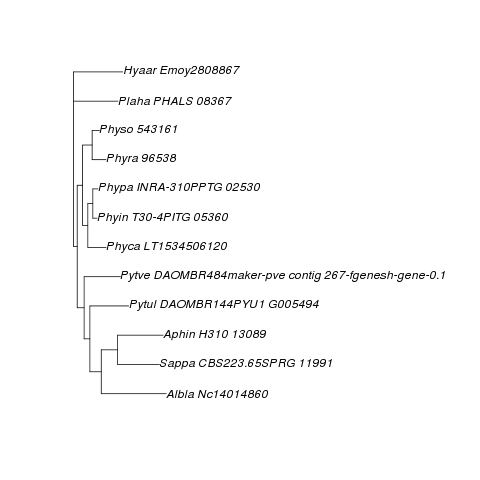 Hyaar Emoy2808867
Plaha PHALS 08367
Physo 543161
Phyra 96538
Phypa INRA-310PPTG 02530
Phyin T30-4PITG 05360
Phyca LT1534506120
Pytve DAOMBR484maker-pve contig 267-fgenesh-gene-0.1
Pytul DAOMBR144PYU1 G005494
Aphin H310 13089
Sappa CBS223.65SPRG 11991
Albla Nc14014860